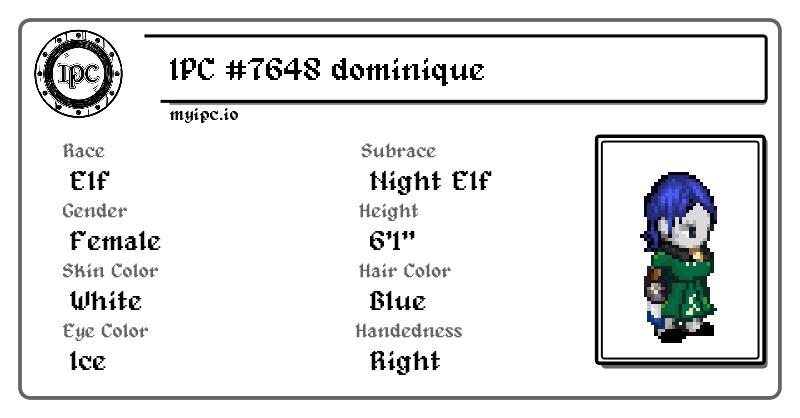 IPC
IPC #7648 dominique
myipc.io
Race
Elf
Subrace
Night Elf
Gender
Female
Height
6'1"
Skin Color
White
Hair Color
Blue
Eye Color
Ice
Handedness
Right